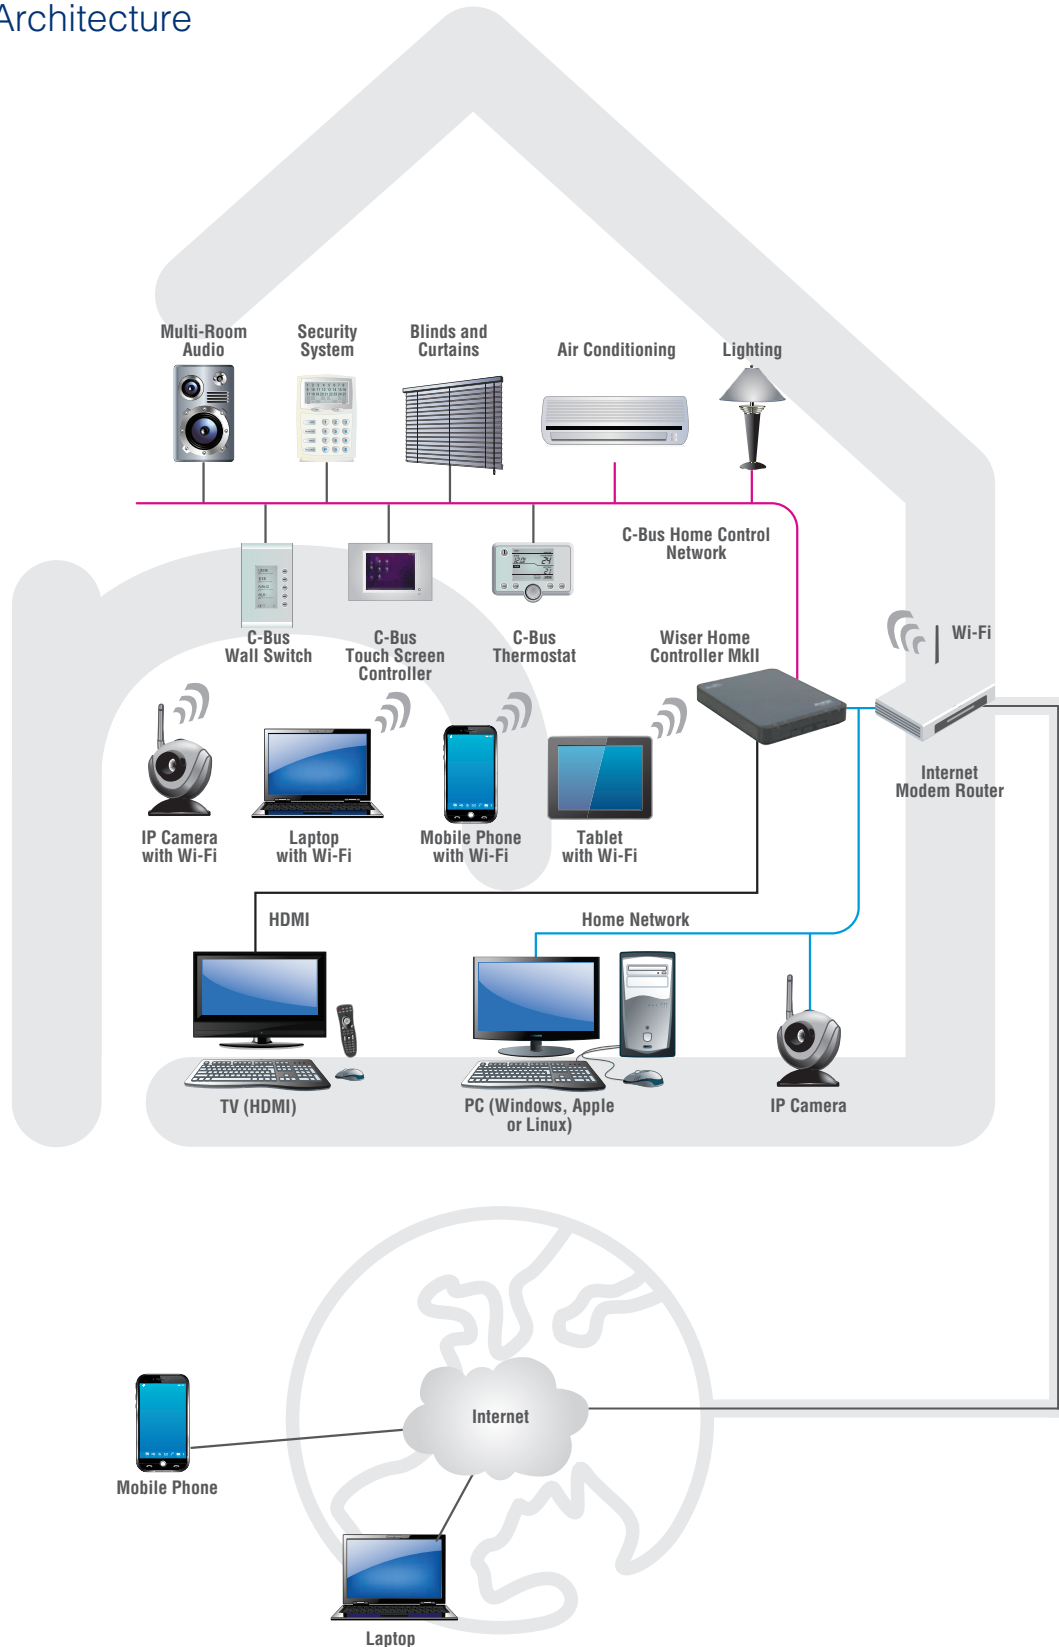 Architecture
Multi-Room
Audio
Security
System
Blinds and
Curtains
Air Conditioning
Lighting
C-Bus Home Control
Network
C-Bus
Wall Switch
C-Bus
Touch Screen
Controller
C-Bus
Thermostat
Wiser Home
Controller MkII
Wi-Fi
Internet
Modem Router
IP Camera
with Wi-Fi
Laptop
with Wi-Fi
Mobile Phone
with Wi-Fi
Tablet
with Wi-Fi
HDMI
Home Network
TV (HDMI)
PC (Windows, Apple
or Linux)
IP Camera
Internet
Mobile Phone
Laptop